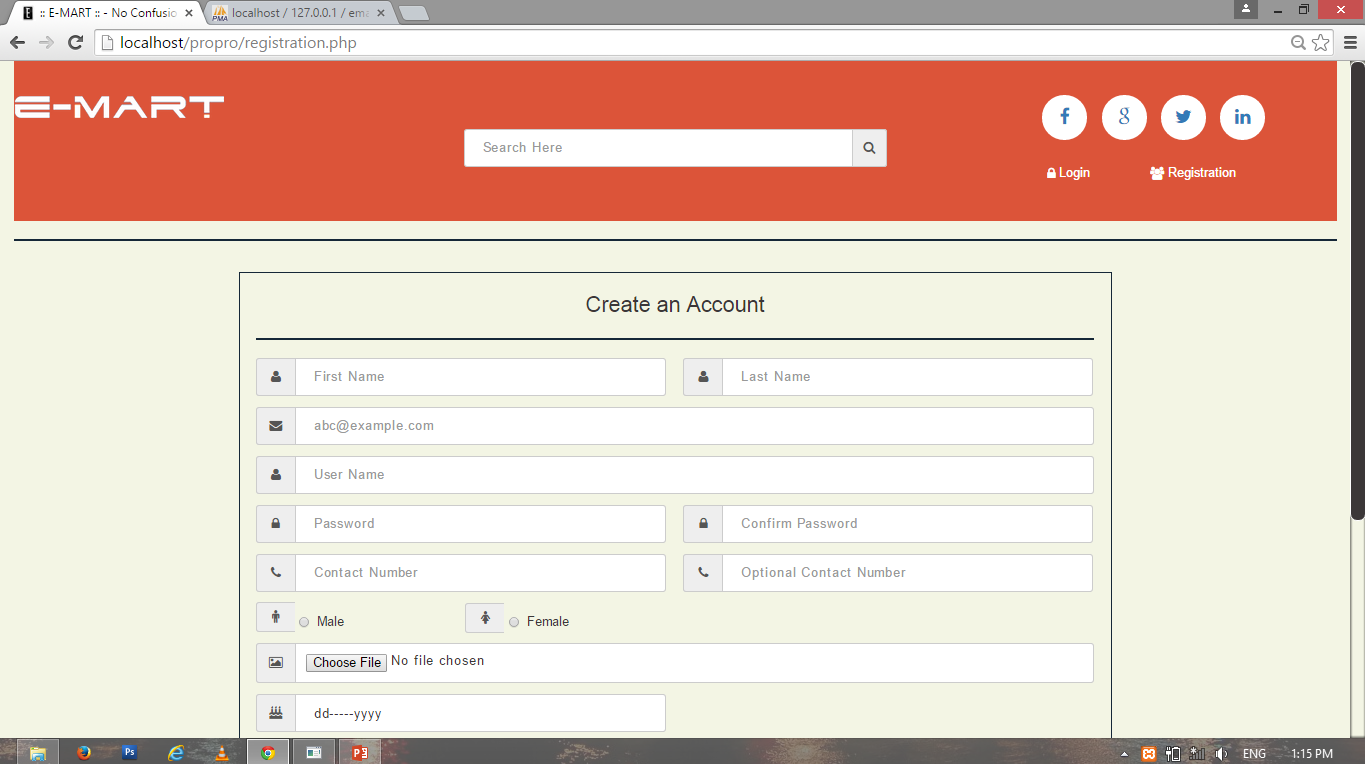 :: E-MART :: - No Confusio
localhost / 127.0.0.1 / ema
localhost/propro/registration.php
E-MART
Search Here
Login
Registration
Create an Account
First Name
Last Name
abc@example.com
User Name
Password
Confirm Password
Contact Number
Optional Contact Number
Male
Female
Choose File No file chosen
dd-----yyyy
ENG
1:15 PM